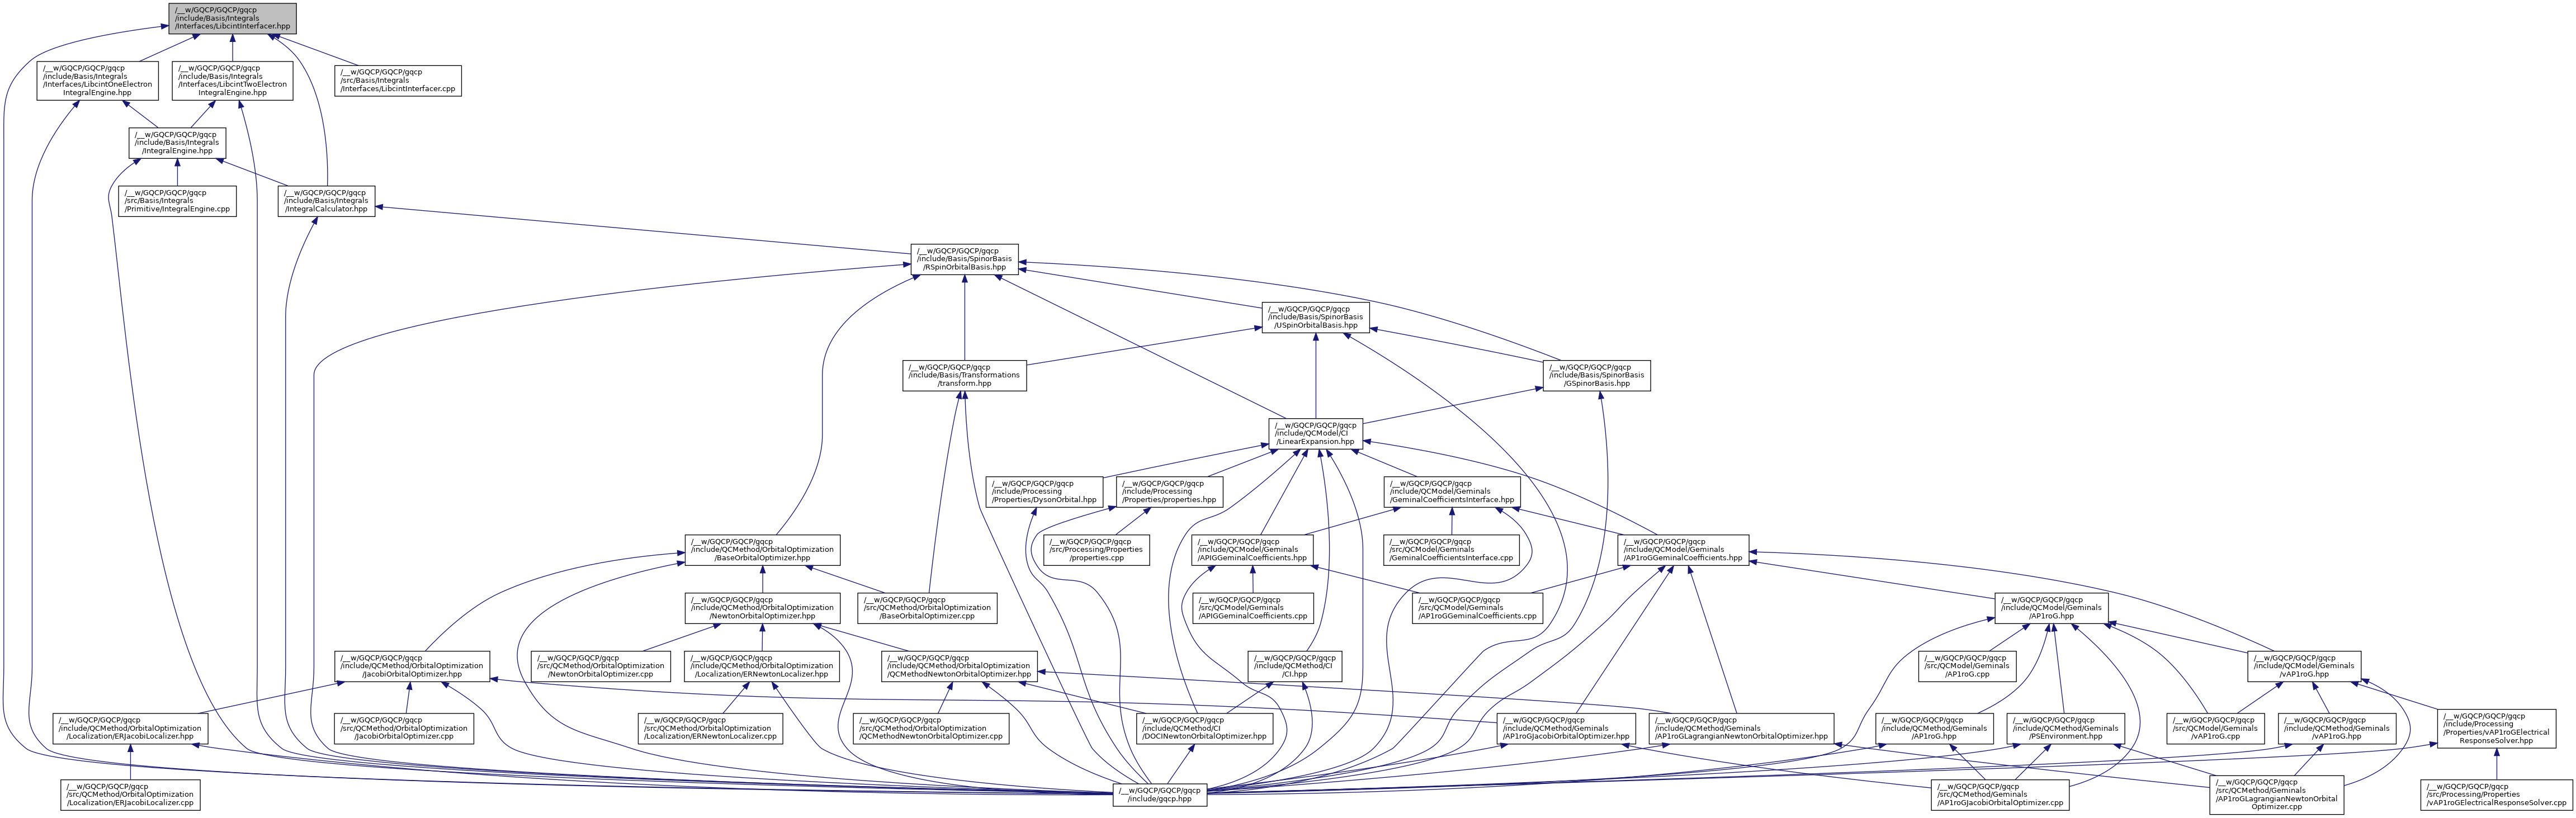 /__w/GQCP/GQCP/gqcp
/include/Basis/Integrals
/Interfaces/LibcintInterfacer.hpp
/__w/GQCP/GQCP/gqcp
/include/Basis/Integrals
/Interfaces/LibcintOneElectron
IntegralEngine.hpp
/__w/GQCP/GQCP/gqcp
/include/Basis/Integrals
/Interfaces/LibcintTwoElectron
IntegralEngine.hpp
/__w/GQCP/GQCP/gqcp
/src/Basis/Integrals
/Interfaces/LibcintInterfacer.cpp
/__w/GQCP/GQCP/gqcp
/include/Basis/Integrals
/IntegralEngine.hpp
/__w/GQCP/GQCP/gqcp
/src/Basis/Integrals
/Primitive/IntegralEngine.cpp
/__w/GQCP/GQCP/gqcp
/include/Basis/Integrals
/IntegralCalculator.hpp
/__w/GQCP/GQCP/gqcp
/include/Basis/SpinorBasis
/RSpinOrbitalBasis.hpp
/__w/GQCP/GQCP/gqcp
/include/Basis/SpinorBasis
/USpinOrbitalBasis.hpp
/__w/GQCP/GQCP/gqcp
/include/Basis/Transformations
/transform.hpp
/__w/GQCP/GQCP/gqcp
/include/Basis/SpinorBasis
/GSpinorBasis.hpp
/__w/GQCP/GQCP/gqcp
/include/QCModel/CI
/LinearExpansion.hpp
/__w/GQCP/GQCP/gqcp
/include/Processing
/Properties/DysonOrbital.hpp
/__w/GQCP/GQCP/gqcp
/include/Processing
/Properties/properties.hpp
/__w/GQCP/GQCP/gqcp
/include/QCModel/Geminals
/GeminalCoefficientsInterface.hpp
/__w/GQCP/GQCP/gqcp
/include/QCMethod/OrbitalOptimization
/BaseOrbitalOptimizer.hpp
/__w/GQCP/GQCP/gqcp
/src/Processing/Properties
/properties.cpp
/__w/GQCP/GQCP/gqcp
/include/QCModel/Geminals
/APIGGeminalCoefficients.hpp
/__w/GQCP/GQCP/gqcp
/src/QCModel/Geminals
/GeminalCoefficientsInterface.cpp
/__w/GQCP/GQCP/gqcp
/include/QCModel/Geminals
/AP1roGGeminalCoefficients.hpp
/__w/GQCP/GQCP/gqcp
/include/QCMethod/OrbitalOptimization
/NewtonOrbitalOptimizer.hpp
/__w/GQCP/GQCP/gqcp
/src/QCMethod/OrbitalOptimization
/BaseOrbitalOptimizer.cpp
/__w/GQCP/GQCP/gqcp
/src/QCModel/Geminals
/APIGGeminalCoefficients.cpp
/__w/GQCP/GQCP/gqcp
/src/QCModel/Geminals
/AP1roGGeminalCoefficients.cpp
/__w/GQCP/GQCP/gqcp
/include/QCModel/Geminals
/AP1roG.hpp
/__w/GQCP/GQCP/gqcp
/include/QCMethod/OrbitalOptimization
/JacobiOrbitalOptimizer.hpp
/__w/GQCP/GQCP/gqcp
/src/QCMethod/OrbitalOptimization
/NewtonOrbitalOptimizer.cpp
/__w/GQCP/GQCP/gqcp
/include/QCMethod/OrbitalOptimization
/Localization/ERNewtonLocalizer.hpp
/__w/GQCP/GQCP/gqcp
/include/QCMethod/OrbitalOptimization
/QCMethodNewtonOrbitalOptimizer.hpp
/__w/GQCP/GQCP/gqcp
/include/QCMethod/CI
/CI.hpp
/__w/GQCP/GQCP/gqcp
/src/QCModel/Geminals
/AP1roG.cpp
/__w/GQCP/GQCP/gqcp
/include/QCModel/Geminals
/vAP1roG.hpp
/__w/GQCP/GQCP/gqcp
/include/QCMethod/OrbitalOptimization
/Localization/ERJacobiLocalizer.hpp
/__w/GQCP/GQCP/gqcp
/src/QCMethod/OrbitalOptimization
/JacobiOrbitalOptimizer.cpp
/__w/GQCP/GQCP/gqcp
/src/QCMethod/OrbitalOptimization
/Localization/ERNewtonLocalizer.cpp
/__w/GQCP/GQCP/gqcp
/src/QCMethod/OrbitalOptimization
/QCMethodNewtonOrbitalOptimizer.cpp
/__w/GQCP/GQCP/gqcp
/include/QCMethod/CI
/DOCINewtonOrbitalOptimizer.hpp
/__w/GQCP/GQCP/gqcp
/include/QCMethod/Geminals
/AP1roGJacobiOrbitalOptimizer.hpp
/__w/GQCP/GQCP/gqcp
/include/QCMethod/Geminals
/AP1roGLagrangianNewtonOrbitalOptimizer.hpp
/__w/GQCP/GQCP/gqcp
/include/QCMethod/Geminals
/AP1roG.hpp
/__w/GQCP/GQCP/gqcp
/include/QCMethod/Geminals
/PSEnvironment.hpp
/__w/GQCP/GQCP/gqcp
/src/QCModel/Geminals
/vAP1roG.cpp
/__w/GQCP/GQCP/gqcp
/include/QCMethod/Geminals
/vAP1roG.hpp
/__w/GQCP/GQCP/gqcp
/include/Processing
/Properties/vAP1roGElectrical
ResponseSolver.hpp
/__w/GQCP/GQCP/gqcp
/src/QCMethod/OrbitalOptimization
/Localization/ERJacobiLocalizer.cpp
/__w/GQCP/GQCP/gqcp
/include/gqcp.hpp
/__w/GQCP/GQCP/gqcp
/src/QCMethod/Geminals
/AP1roGJacobiOrbitalOptimizer.cpp
/__w/GQCP/GQCP/gqcp
/src/QCMethod/Geminals
/AP1roGLagrangianNewtonOrbital
Optimizer.cpp
/__w/GQCP/GQCP/gqcp
/src/Processing/Properties
/vAP1roGElectricalResponseSolver.cpp